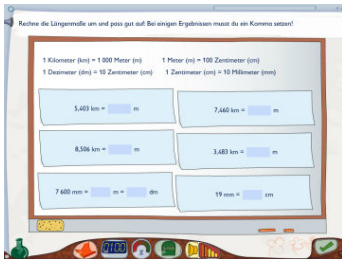 Rechne die Längenmaße um und pass gut auf: Bei einigen Ergebnissen musst du ein Komma setzen!
1 Kilometer (km) = 1 000 Meter (m) 1 Meter (m) = 100 Zentimeter (cm)
1 Dezimeter (dm) = 10 Zentimeter (cm) 1 Zentimeter (cm) = 10 Millimeter (mm)
5,403 km = m 7,460 km = m
8,506 km = m 3,483 km = m
7 600 mm = m = dm 19 mm = cm